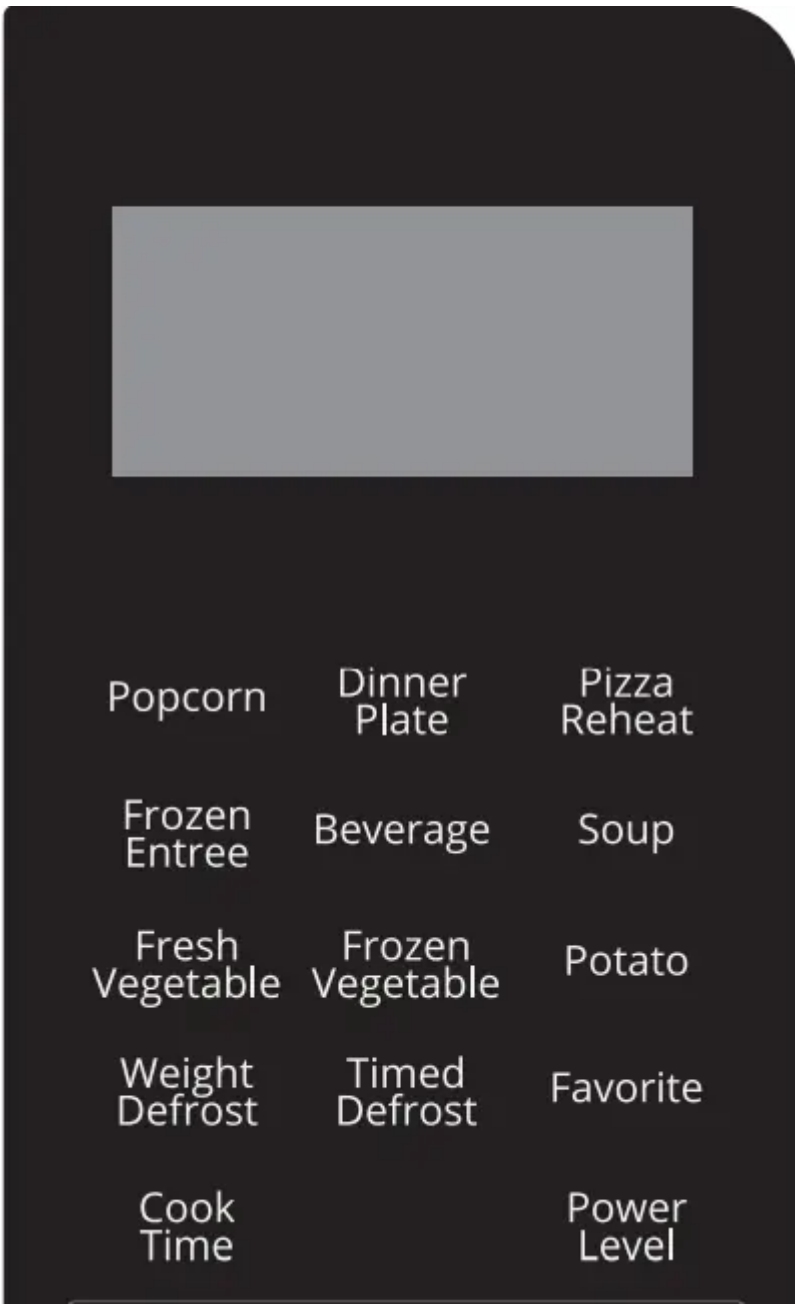 Popcorn
Dinner
Plate
Pizza
Reheat
Frozen
Entree
Beverage
Soup
Fresh
Vegetable
Frozen
Vegetable
Potato
Weight
Defrost
Timed
Defrost
Favorite
Cook
Time
Power
Level